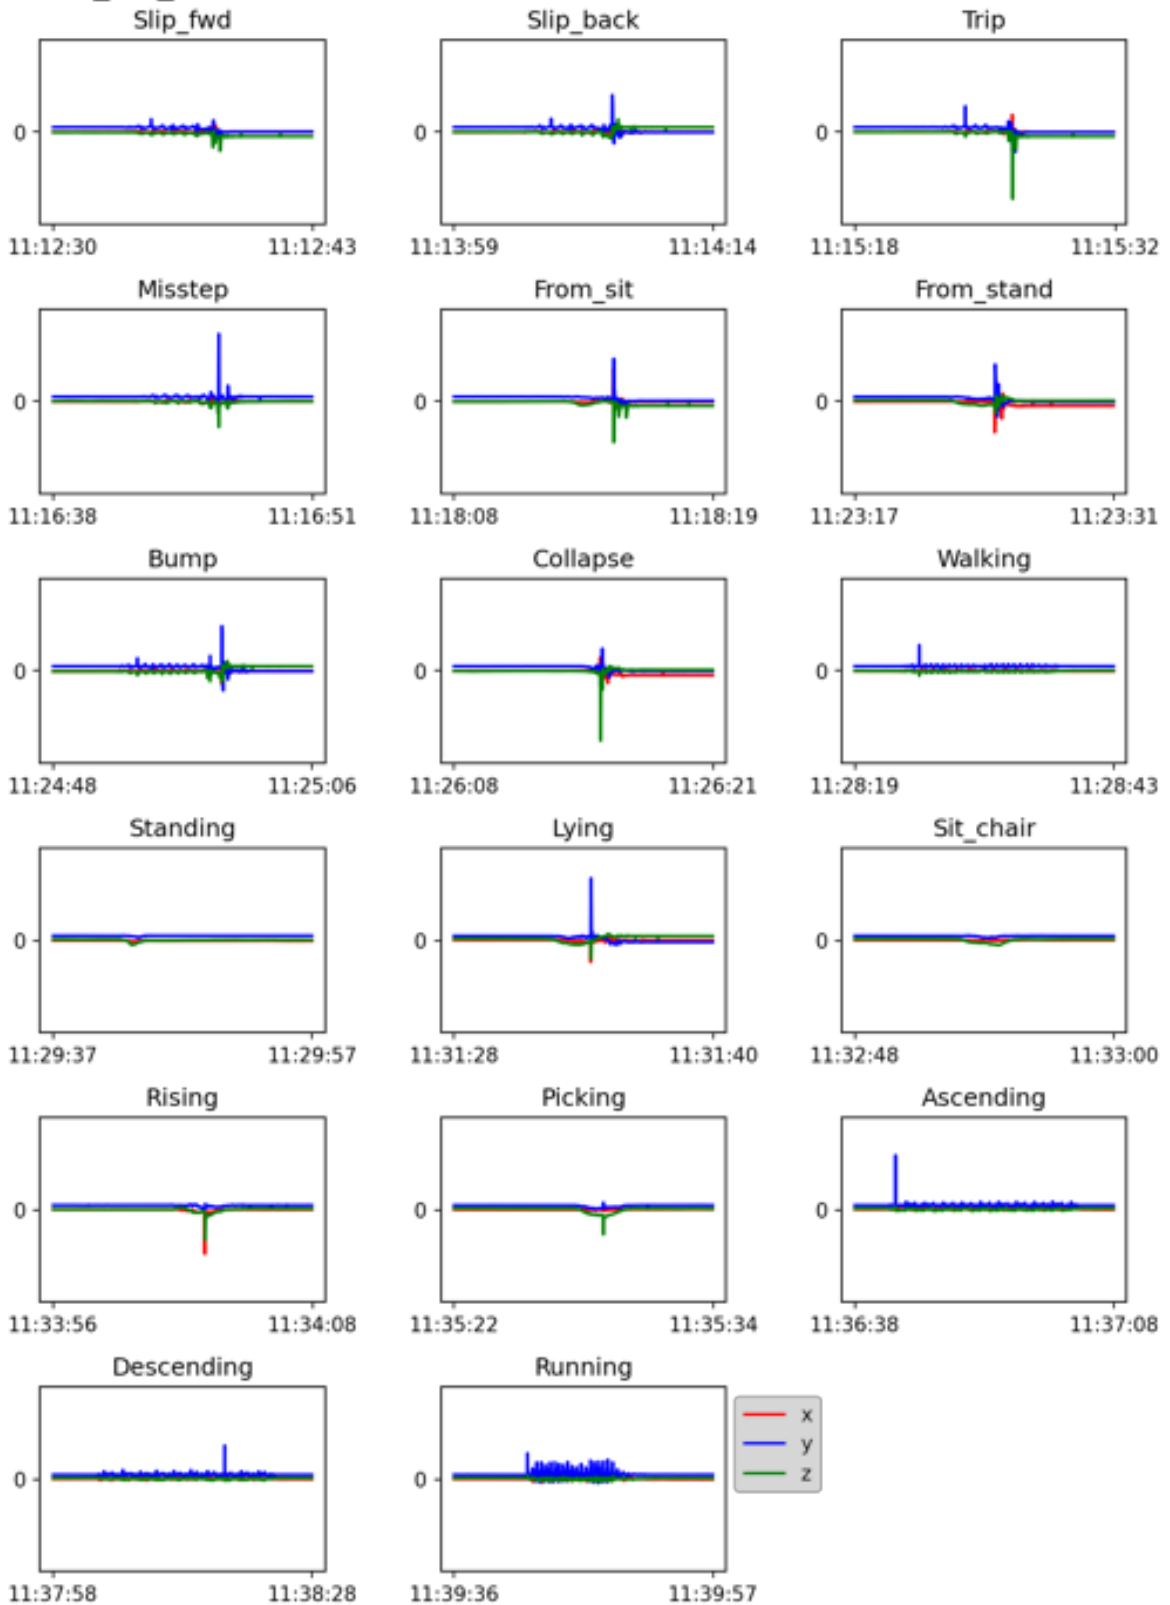 Slip_fwd Slip_back Trip
0 0 0
11:12:30 11:12:43 11:13:59 11:14:14 11:15:18 11:15:32
Misstep From_sit From_stand
0 0 0
11:16:38 11:16:51 11:18:08 11:18:19 11:23:17 11:23:31
Bump Collapse Walking
0 0 0
11:24:48 11:25:06 11:26:08 11:26:21 11:28:19 11:28:43
Standing Lying Sit_chair
0 0 0
11:29:37 11:29:57 11:31:28 11:31:40 11:32:48 11:33:00
Rising Picking Ascending
0 0 0
11:33:56 11:34:08 11:35:22 11:35:34 11:36:38 11:37:08
Descending Running
x
y
0 0 z
11:37:58 11:38:28 11:39:36 11:39:57